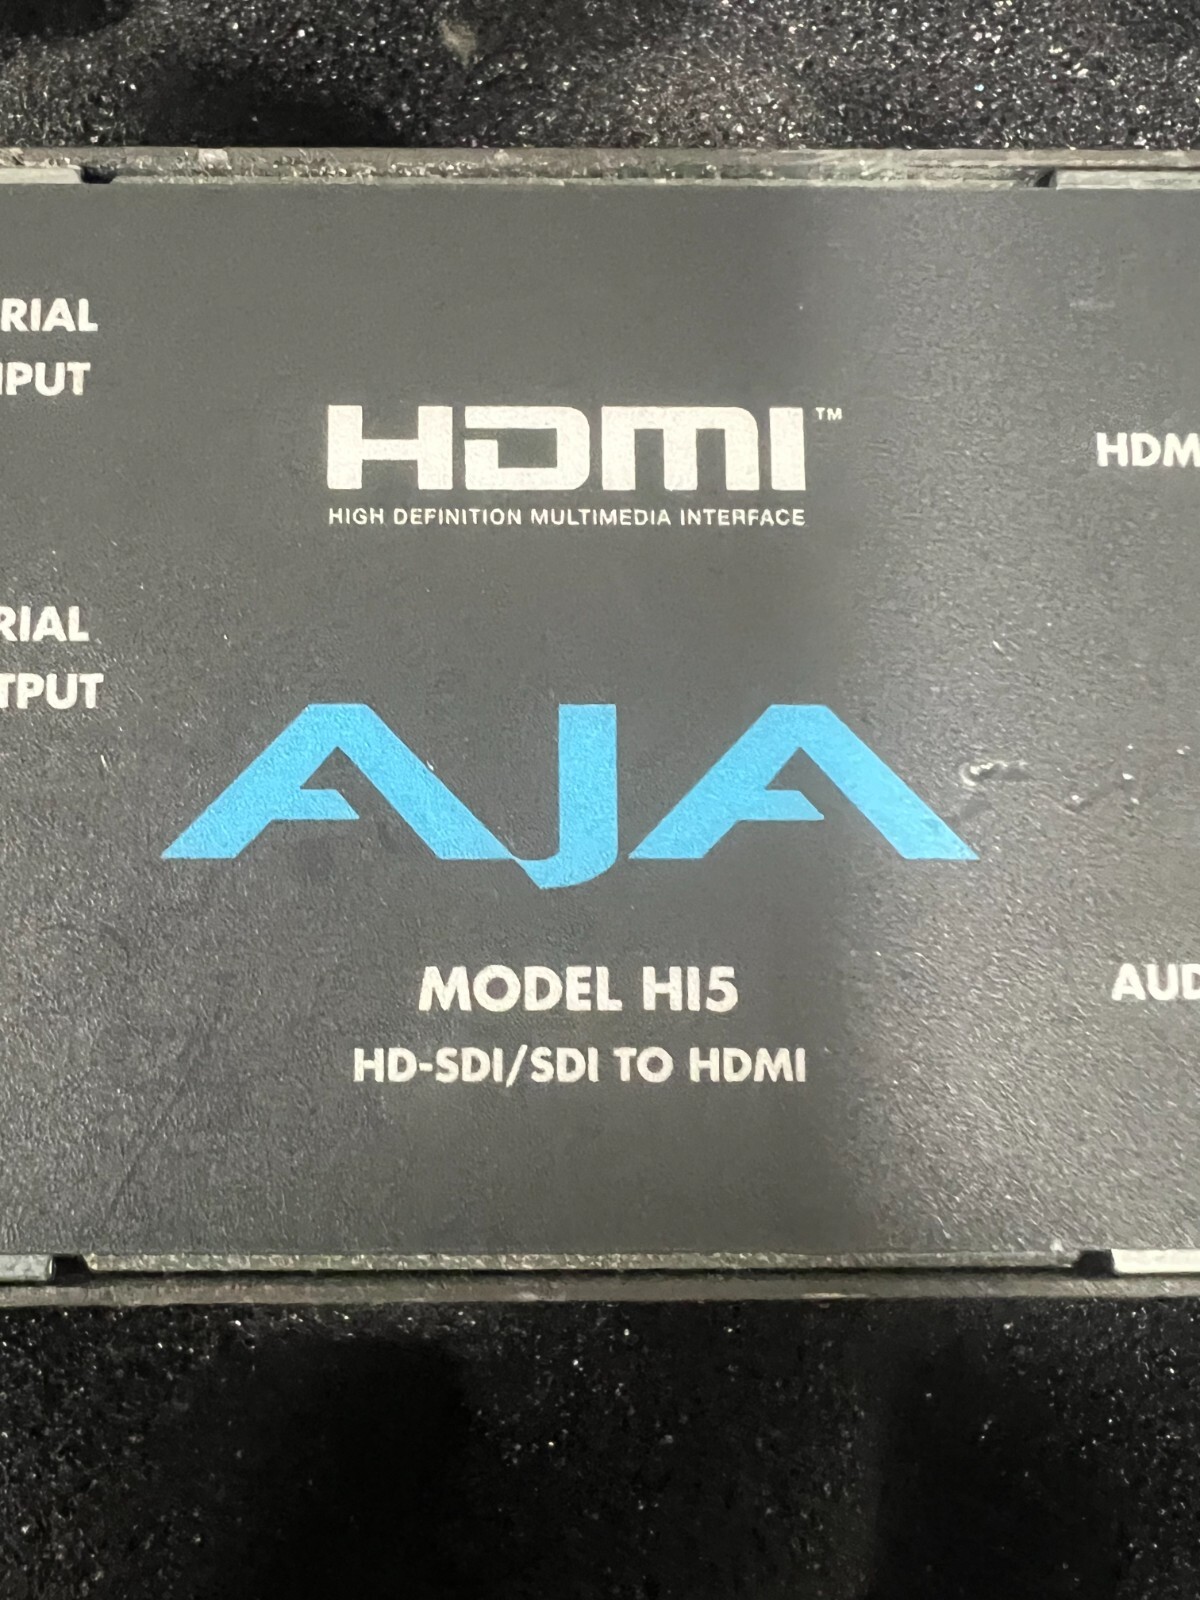 RIAL
PUT
HDMI™
HDM
HIGH DEFINITION MULTIMEDIA INTERFACE
RIAL
TPUT
AJA
MODEL HI5
AUD
HD-SDI/SDI TO HDMI